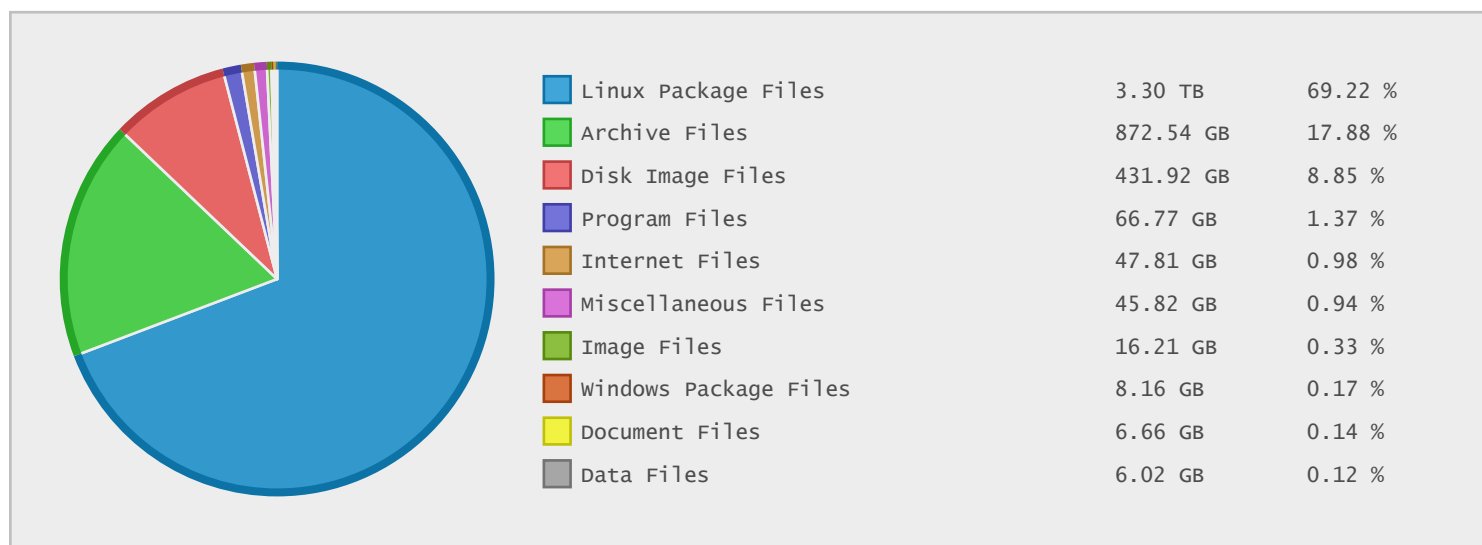 Linux Package Files 3.30 TB 69.22 %
Archive Files 872.54 GB 17.88 %
Disk Image Files 431.92 GB 8.85 %
Program Files 66.77 GB 1.37 %
Internet Files 47.81 GB 0.98 %
Miscellaneous Files 45.82 GB 0.94 %
Image Files 16.21 GB 0.33 %
Windows Package Files 8.16 GB 0.17 %
Document Files 6.66 GB 0.14 %
Data Files 6.02 GB 0.12 %